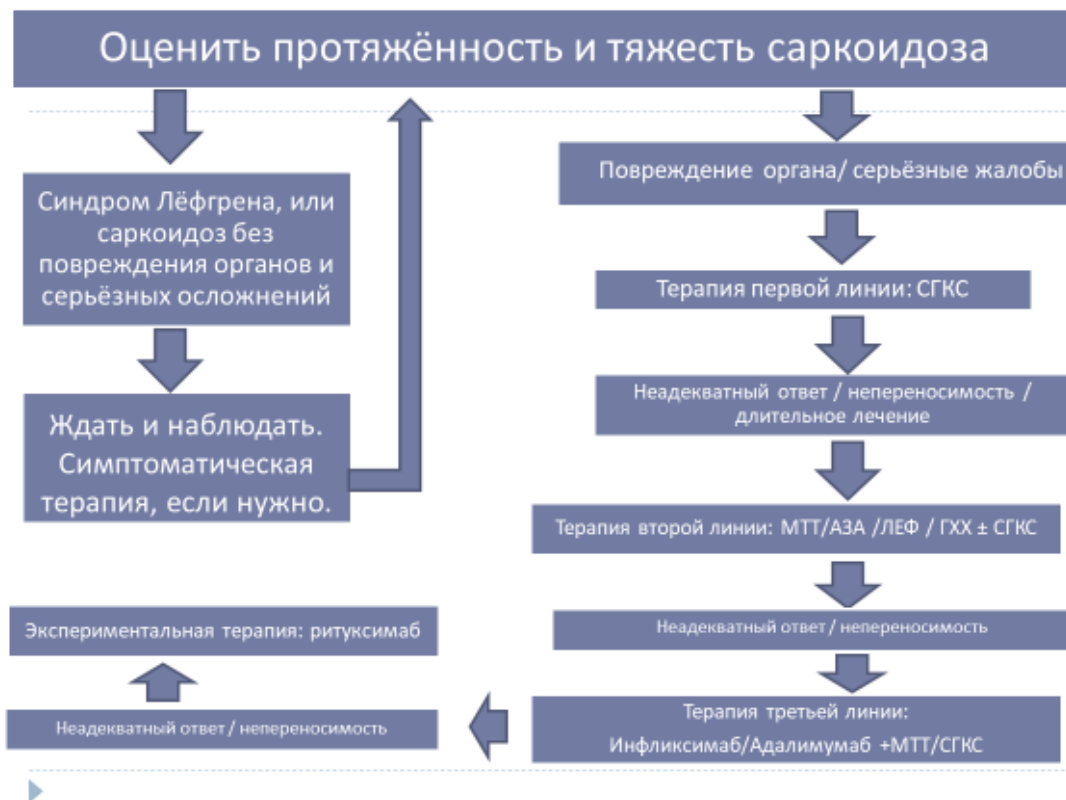 Оценить протяжённость и тяжесть саркоидоза
Синдром Лёфгрена, или
саркоидоз без
повреждения органов и
серьёзных осложнений
Ждать и наблюдать.
Симптоматическая
терапия, если нужно.
Повреждение органа/ серьёзные жалобы
Терапия первой линии: СГКС
Неадекватный ответ / непереносимость /
длительное лечение
Терапия второй линии: МТТ/АЗА /ЛЕФ / ГХХ ± СГКС
Неадекватный ответ / непереносимость
Терапия третьей линии:
Инфликсимаб/Адалимумаб +МТТ/СГКС
Неадекватный ответ / непереносимость
Экспериментальная терапия: ритуксимаб